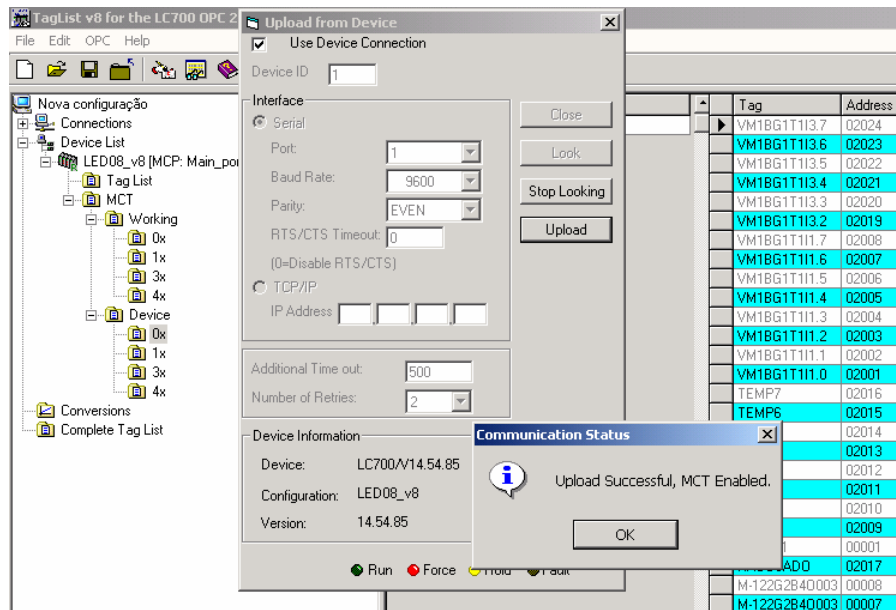 TagList v8 for the LC700 OPC 2
File Edit OPC Help
Nova configuração
Connections
Device List
LED08_v8 [MCP: Main_por
Tag List
MCT
Working
0x
1x
3x
4x
Device
0x
1x
3x
4x
Conversions
Complete Tag List
Upload from Device
Use Device Connection
Device ID 1
Interface
Serial
Port: 1
Baud Rate: 9600
Parity: EVEN
RTS/CTS Timeout: 0
(0=Disable RTS/CTS)
TCP/IP
IP Address
Additional Time out: 500
Number of Retries: 2
Close
Look
Stop Looking
Upload
Device Information
Device: LC700/V14.54.85
Configuration: LED08_v8
Version: 14.54.85
Run Force Hold Fault
Communication Status
Upload Successful, MCT Enabled.
OK
Tag Address
VM1BG1T1I3.7 02024
VM1BG1T1I3.6 02023
VM1BG1T1I3.5 02022
VM1BG1T1I3.4 02021
VM1BG1T1I3.3 02020
VM1BG1T1I3.2 02019
VM1BG1T1I1.7 02008
VM1BG1T1I1.6 02007
VM1BG1T1I1.5 02006
VM1BG1T1I1.4 02005
VM1BG1T1I1.3 02004
VM1BG1T1I1.2 02003
VM1BG1T1I1.1 02002
VM1BG1T1I1.0 02001
TEMP7 02016
TEMP6 02015
02014
02013
02012
02011
02010
02009
1 00001
02017
M-122G2B4O003 00008
M-122G2B4O003 00007